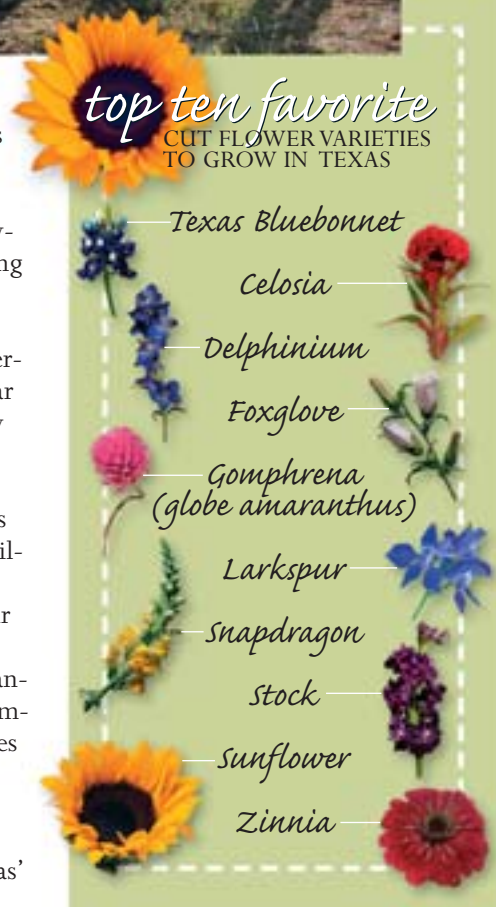 top ten favorite
CUT FLOWER VARIETIES
TO GROW IN TEXAS
Texas Bluebonnet
Celosia
Delphinium
Foxglove
Gomphrena
(globe amaranthus)
Larkspur
Snapdragon
Stock
Sunflower
Zinnia